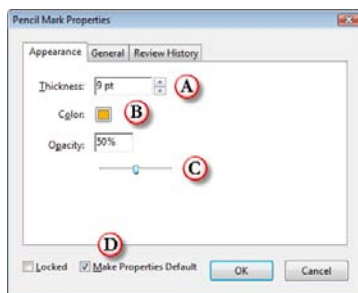 Pencil Mark Properties
Appearance General Review History
Thickness: 9 pt A
Color: B
Opacity: 50%
C
D
Locked Make Properties Default OK Cancel